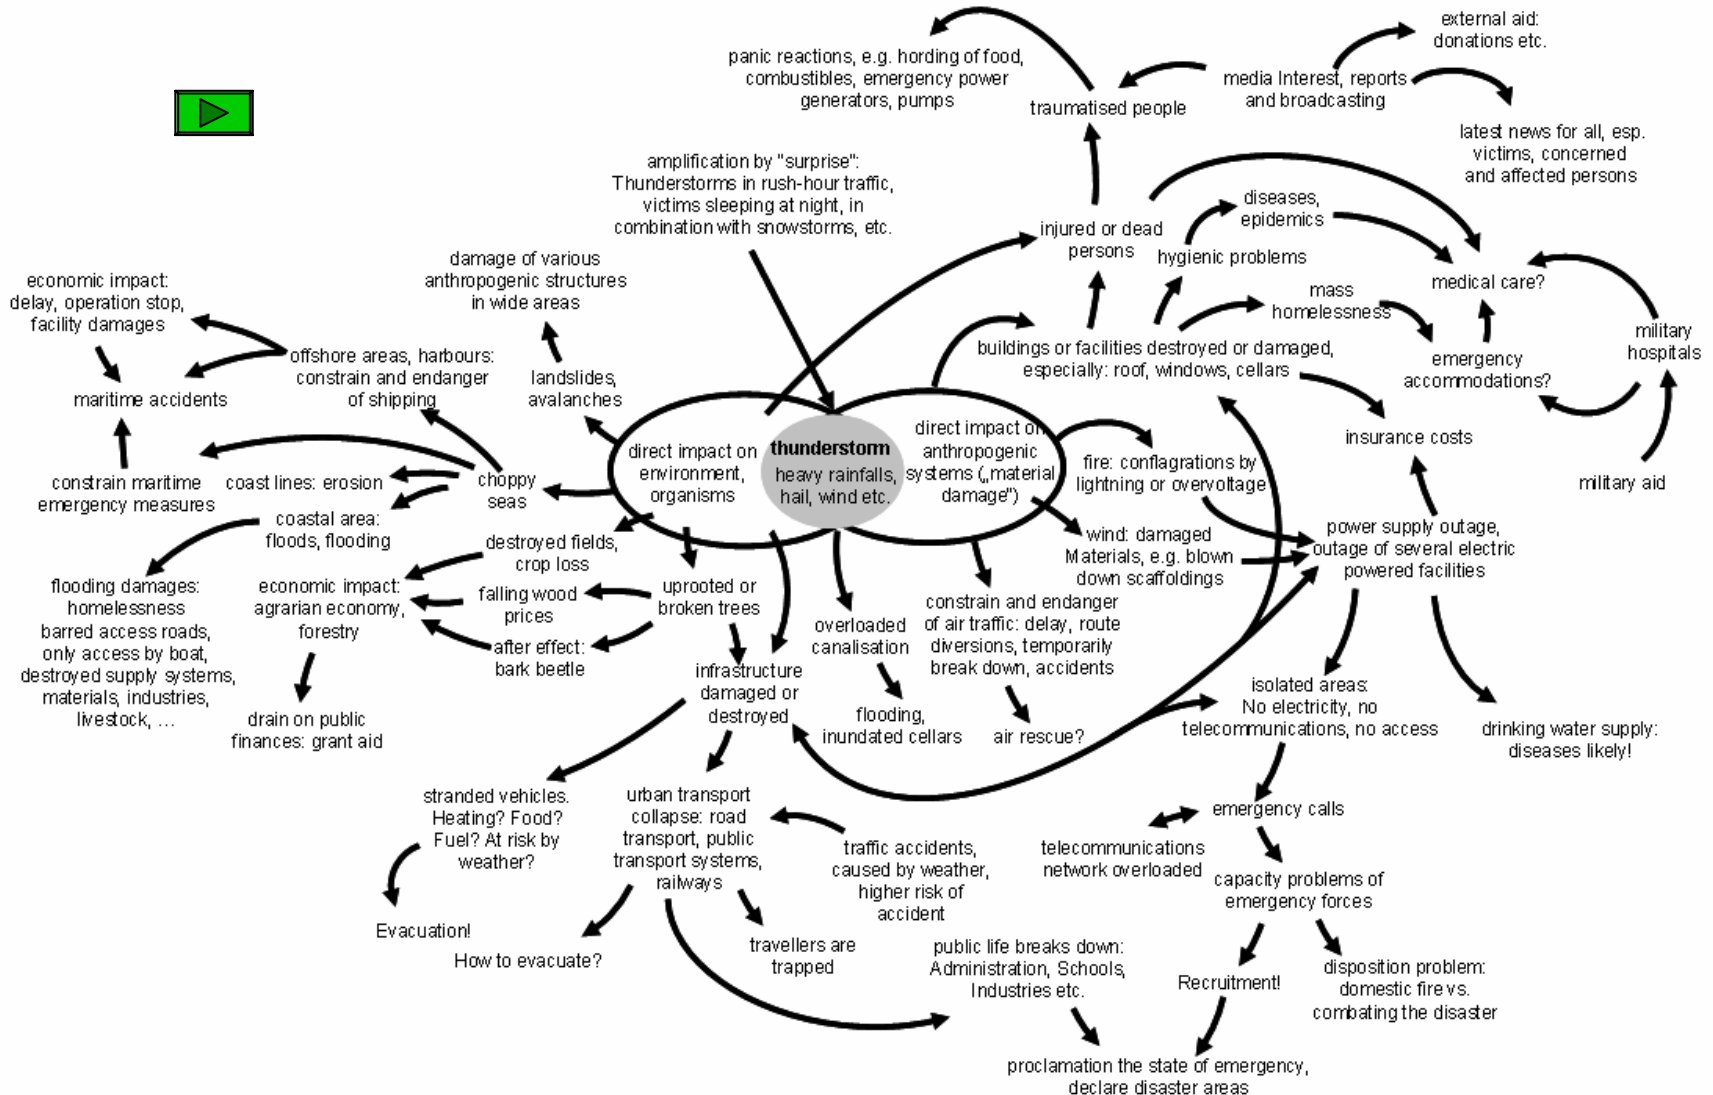 external aid:
donations etc.
panic reactions, e.g. hording of food,
combustibles, emergency power
generators, pumps
media Interest, reports
and broadcasting
traumatised people
latest news for all, esp.
victims, concerned
and affected persons
amplification by "surprise":
Thunderstorms in rush-hour traffic,
victims sleeping at night, in
combination with snowstorms, etc.
diseases,
epidemics
injured or dead
persons
hygienic problems
damage of various
anthropogenic structures
in wide areas
economic impact:
delay, operation stop,
facility damages
medical care?
mass
homelessness
military
hospitals
buildings or facilities destroyed or damaged,
especially: roof, windows, cellars
emergency
accommodations?
offshore areas, harbours:
constrain and endanger
of shipping
landslides,
avalanches
maritime accidents
insurance costs
direct impact on
environment,
organisms
thunderstorm
heavy rainfalls,
hail, wind etc.
direct impact on
anthropogenic
systems („material
damage")
fire: conflagrations by
lightning or overvoltage
military aid
constrain maritime
emergency measures
coast lines: erosion
choppy
seas
coastal area:
floods, flooding
power supply outage,
outage of several electric
powered facilities
wind: damaged
Materials, e.g. blown
down scaffoldings
destroyed fields,
crop loss
flooding damages:
homelessness
barred access roads,
only access by boat,
destroyed supply systems,
materials, industries,
livestock, …
economic impact:
agrarian economy,
forestry
falling wood
prices
uprooted or
broken trees
after effect:
bark beetle
overloaded
canalisation
constrain and endanger
of air traffic: delay, route
diversions, temporarily
break down, accidents
infrastructure
damaged or
destroyed
isolated areas:
No electricity, no
telecommunications, no access
drain on public
finances: grant aid
flooding,
inundated cellars
air rescue?
drinking water supply:
diseases likely!
stranded vehicles.
Heating? Food?
Fuel? At risk by
weather?
urban transport
collapse: road
transport, public
transport systems,
railways
emergency calls
traffic accidents,
caused by weather,
higher risk of
accident
telecommunications
network overloaded
capacity problems of
emergency forces
Evacuation!
How to evacuate?
travellers are
trapped
public life breaks down:
Administration, Schools,
Industries etc.
Recruitment!
disposition problem:
domestic fire vs.
combating the disaster
proclamation the state of emergency,
declare disaster areas